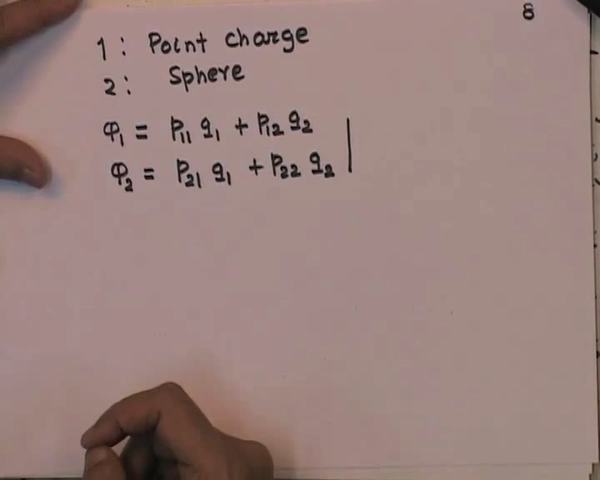 8
1: Point charge
2: Sphere
φ₁ = P₁₁ q₁ + P₁₂ q₂
φ₂ = P₂₁ q₁ + P₂₂ q₂